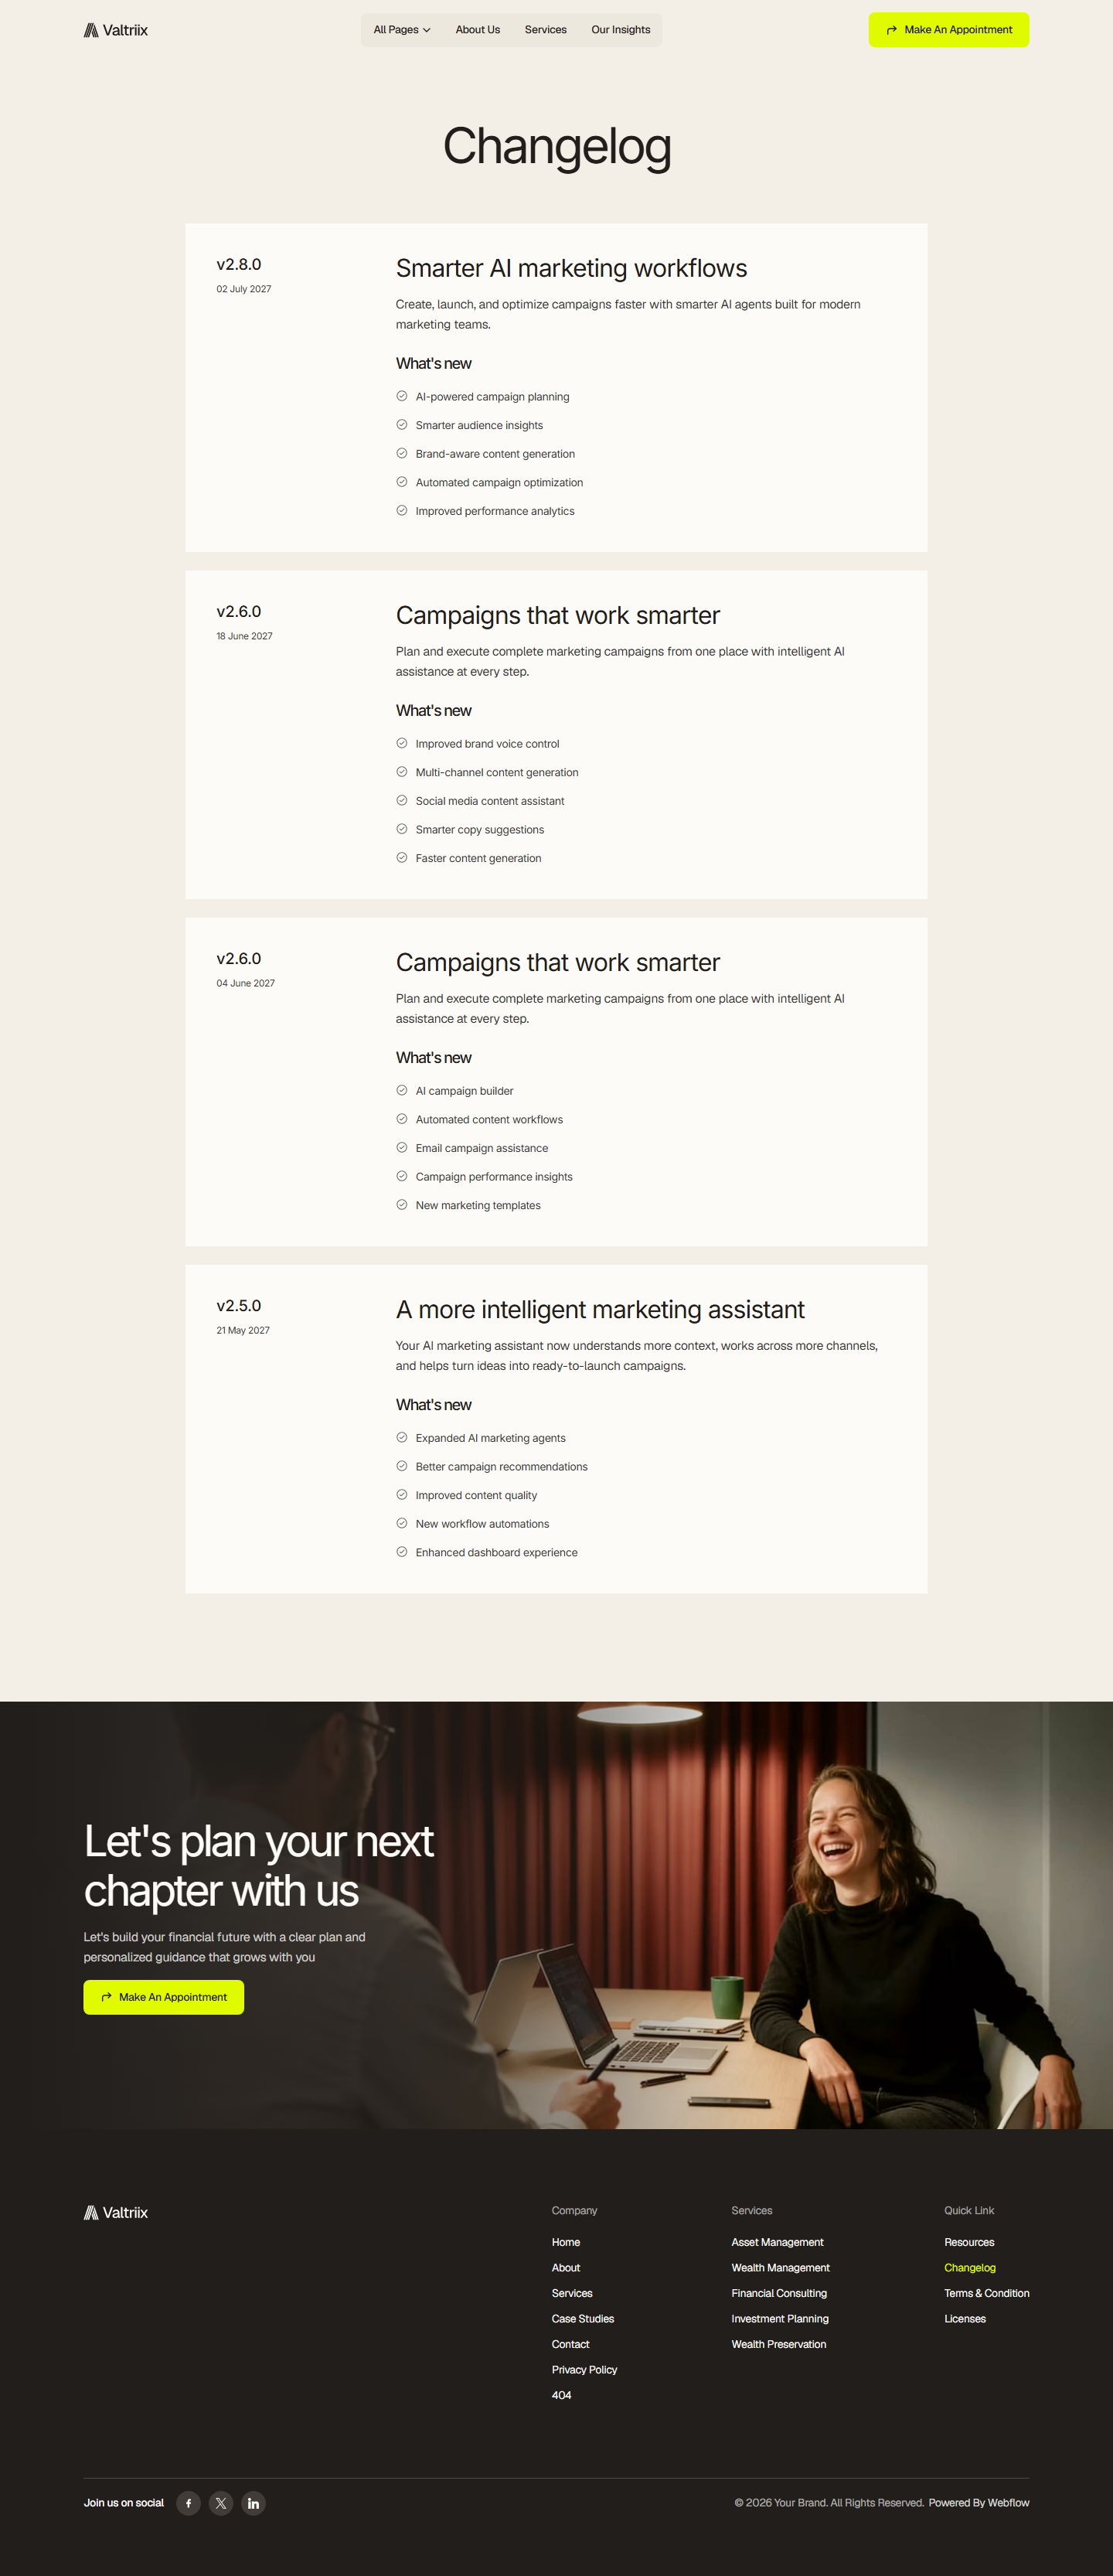 Valtriix
All Pages
About Us
Services
Our Insights
Make An Appointment
Changelog
v2.8.0
02 July 2027
Smarter AI marketing workflows
Create, launch, and optimize campaigns faster with smarter AI agents built for modern
marketing teams.
What's new
AI-powered campaign planning
Smarter audience insights
Brand-aware content generation
Automated campaign optimization
Improved performance analytics
v2.6.0
18 June 2027
Campaigns that work smarter
Plan and execute complete marketing campaigns from one place with intelligent AI
assistance at every step.
What's new
Improved brand voice control
Multi-channel content generation
Social media content assistant
Smarter copy suggestions
Faster content generation
v2.6.0
04 June 2027
Campaigns that work smarter
Plan and execute complete marketing campaigns from one place with intelligent AI
assistance at every step.
What's new
AI campaign builder
Automated content workflows
Email campaign assistance
Campaign performance insights
New marketing templates
v2.5.0
21 May 2027
A more intelligent marketing assistant
Your AI marketing assistant now understands more context, works across more channels,
and helps turn ideas into ready-to-launch campaigns.
What's new
Expanded AI marketing agents
Better campaign recommendations
Improved content quality
New workflow automations
Enhanced dashboard experience
Let's plan your next
chapter with us
Let's build your financial future with a clear plan and
personalized guidance that grows with you
Make An Appointment
Valtriix
Company
Home
About
Services
Case Studies
Contact
Privacy Policy
404
Services
Asset Management
Wealth Management
Financial Consulting
Investment Planning
Wealth Preservation
Quick Link
Resources
Changelog
Terms & Condition
Licenses
Join us on social
© 2026 Your Brand. All Rights Reserved. Powered By Webflow